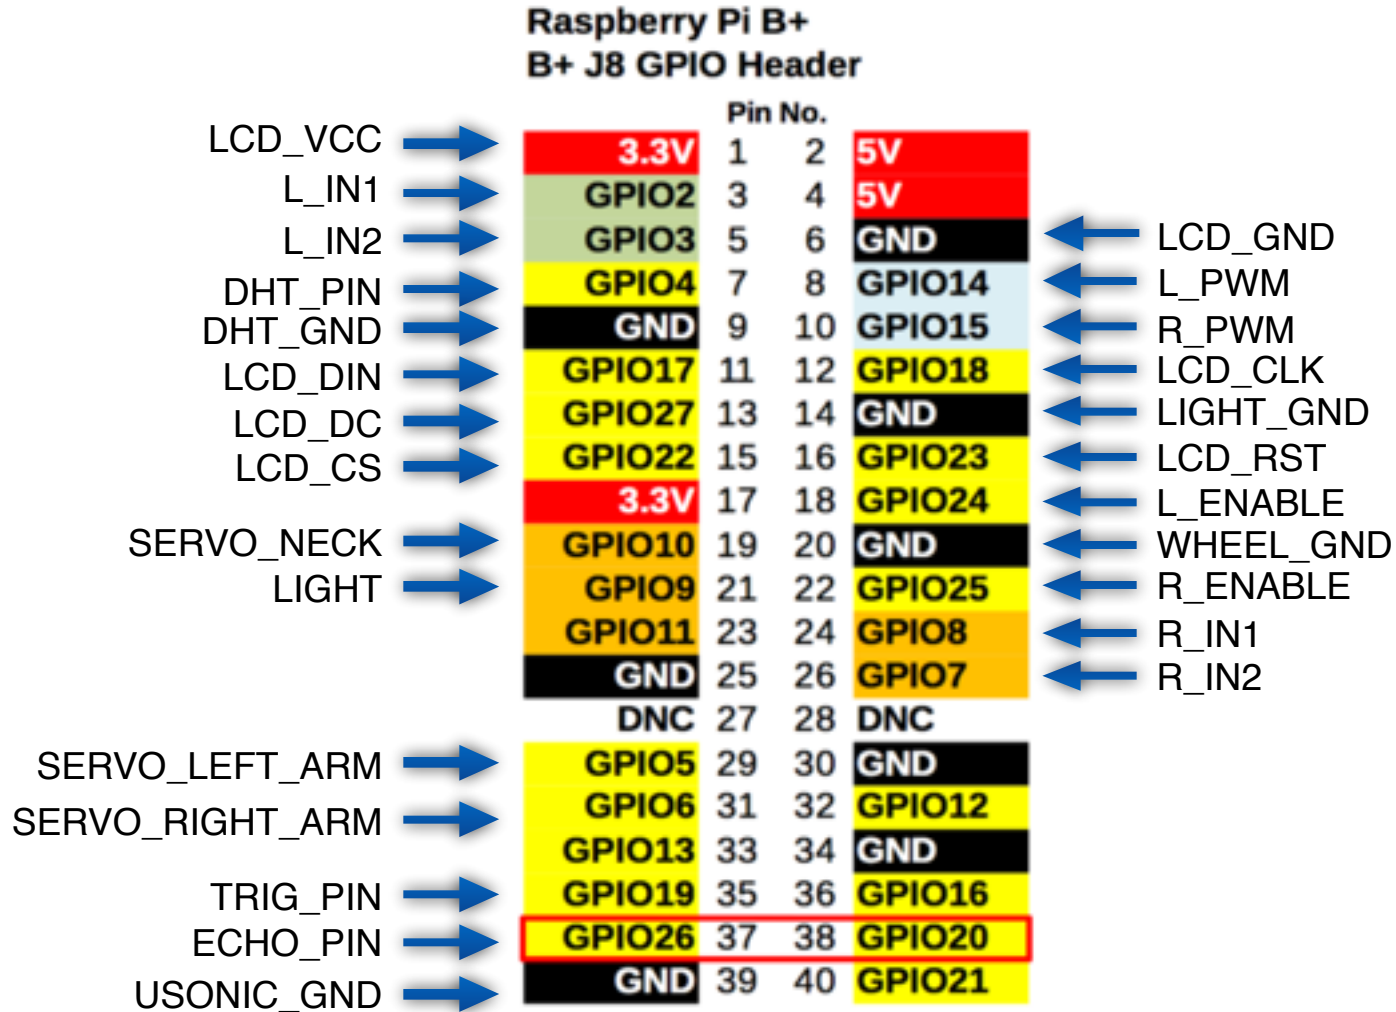 Raspberry Pi B+
B+ J8 GPIO Header
Pin No.
LCD_VCC 3.3V 1 2 5V
L_IN1 GPIO2 3 4 5V
L_IN2 GPIO3 5 6 GND LCD_GND
DHT_PIN GPIO4 7 8 GPIO14 L_PWM
DHT_GND GND 9 10 GPIO15 R_PWM
LCD_DIN GPIO17 11 12 GPIO18 LCD_CLK
LCD_DC GPIO27 13 14 GND LIGHT_GND
LCD_CS GPIO22 15 16 GPIO23 LCD_RST
3.3V 17 18 GPIO24 L_ENABLE
SERVO_NECK GPIO10 19 20 GND WHEEL_GND
LIGHT GPIO9 21 22 GPIO25 R_ENABLE
GPIO11 23 24 GPIO8 R_IN1
GND 25 26 GPIO7 R_IN2
DNC 27 28 DNC
SERVO_LEFT_ARM GPIO5 29 30 GND
SERVO_RIGHT_ARM GPIO6 31 32 GPIO12
GPIO13 33 34 GND
TRIG_PIN GPIO19 35 36 GPIO16
ECHO_PIN GPIO26 37 38 GPIO20
USONIC_GND GND 39 40 GPIO21